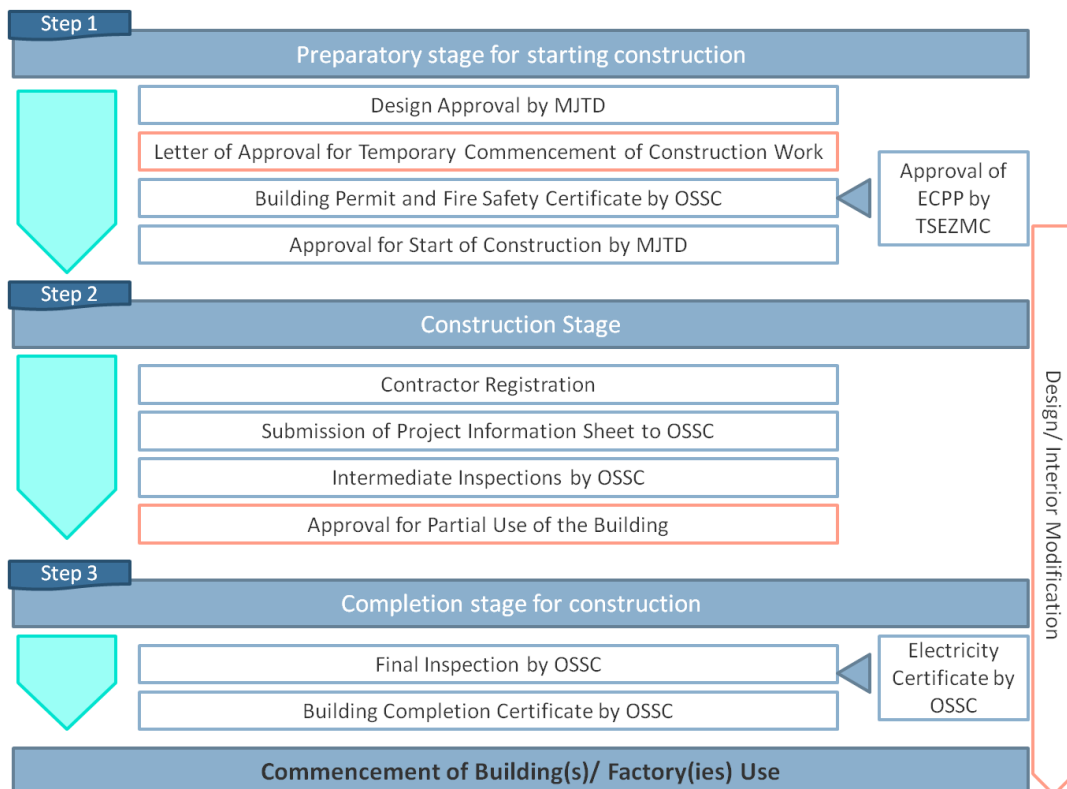 Step 1
Preparatory stage for starting construction
Design Approval by MJTD
Letter of Approval for Temporary Commencement of Construction Work
Building Permit and Fire Safety Certificate by OSSC
Approval for Start of Construction by MJTD
Approval of
ECPP by
TSEZMC
Step 2
Construction Stage
Contractor Registration
Submission of Project Information Sheet to OSSC
Intermediate Inspections by OSSC
Approval for Partial Use of the Building
Design/ Interior Modification
Step 3
Completion stage for construction
Final Inspection by OSSC
Building Completion Certificate by OSSC
Electricity
Certificate by
OSSC
Commencement of Building(s)/ Factory(ies) Use